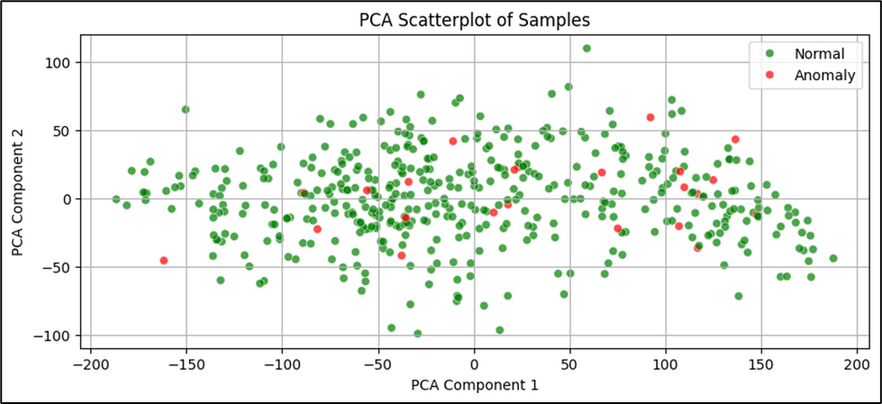 PCA Scatterplot of Samples
Normal
Anomaly
PCA Component 2
100
50
0
−50
−100
−200 −150 −100 −50 0 50 100 150 200
PCA Component 1